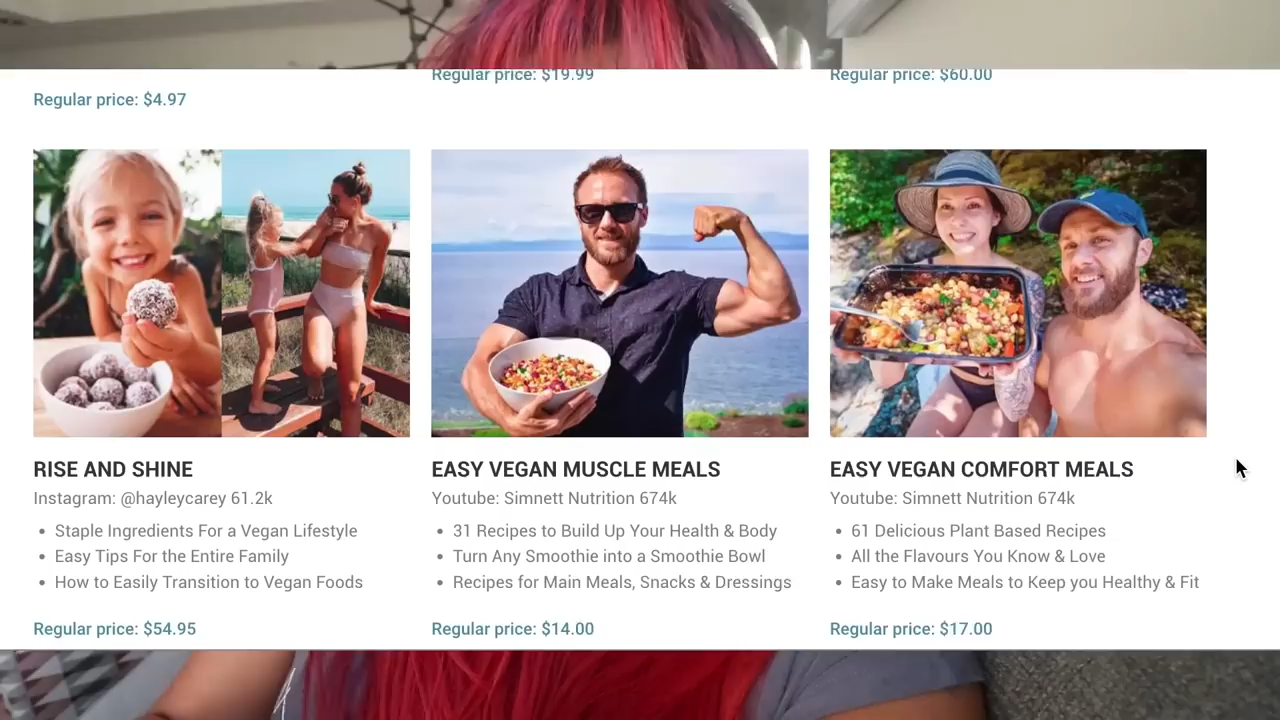 Regular price: $19.99
Regular price: $60.00
Regular price: $4.97
RISE AND SHINE
Instagram: @hayleycarey 61.2k
• Staple Ingredients For a Vegan Lifestyle
• Easy Tips For the Entire Family
• How to Easily Transition to Vegan Foods
Regular price: $54.95
EASY VEGAN MUSCLE MEALS
Youtube: Simnett Nutrition 674k
• 31 Recipes to Build Up Your Health & Body
• Turn Any Smoothie into a Smoothie Bowl
• Recipes for Main Meals, Snacks & Dressings
Regular price: $14.00
EASY VEGAN COMFORT MEALS
Youtube: Simnett Nutrition 674k
• 61 Delicious Plant Based Recipes
• All the Flavours You Know & Love
• Easy to Make Meals to Keep you Healthy & Fit
Regular price: $17.00